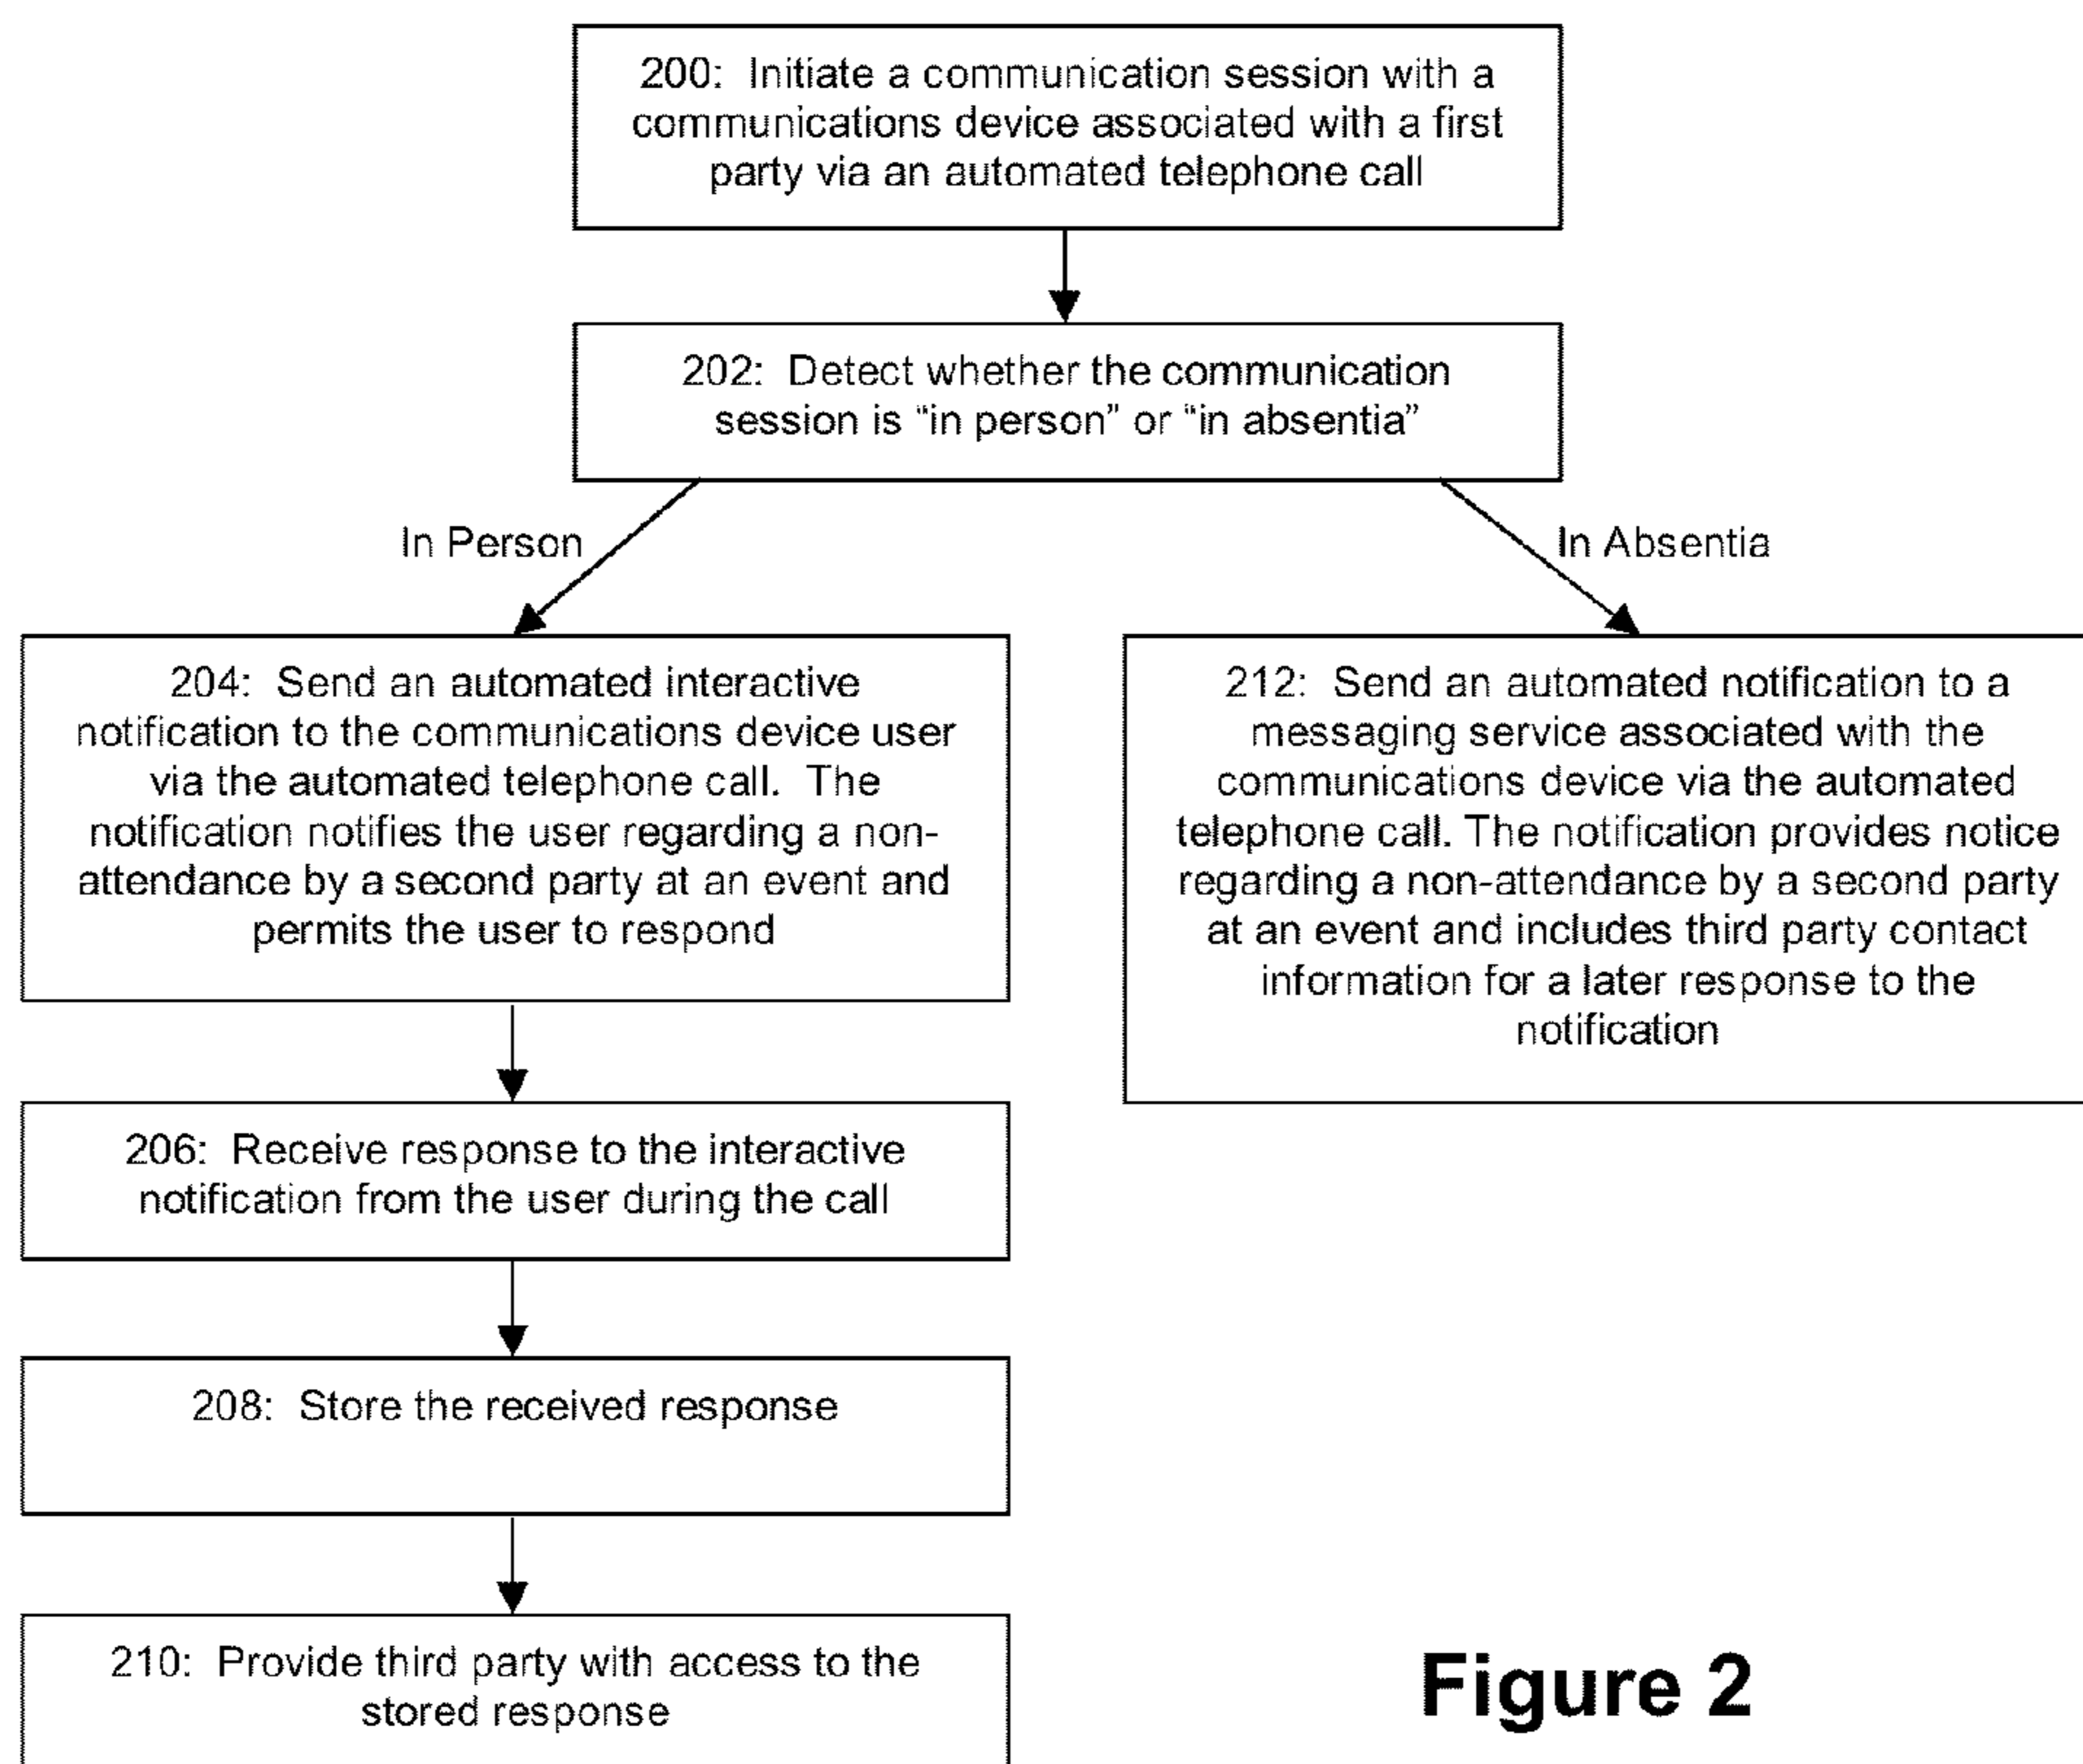 200: Initiate a communication session with a
communications device associated with a first
party via an automated telephone call
202: Detect whether the communication
session is “in person” or “in absentia”
In Person
In Absentia
204: Send an automated interactive
notification to the communications device user
via the automated telephone call. The
notification notifies the user regarding a non-
attendance by a second party at an event and
permits the user to respond
212: Send an automated notification to a
messaging service associated with the
communications device via the automated
telephone call. The notification provides notice
regarding a non-attendance by a second party
at an event and includes third party contact
information for a later response to the
notification
206: Receive response to the interactive
notification from the user during the call
208: Store the received response
210: Provide third party with access to the
stored response
Figure 2